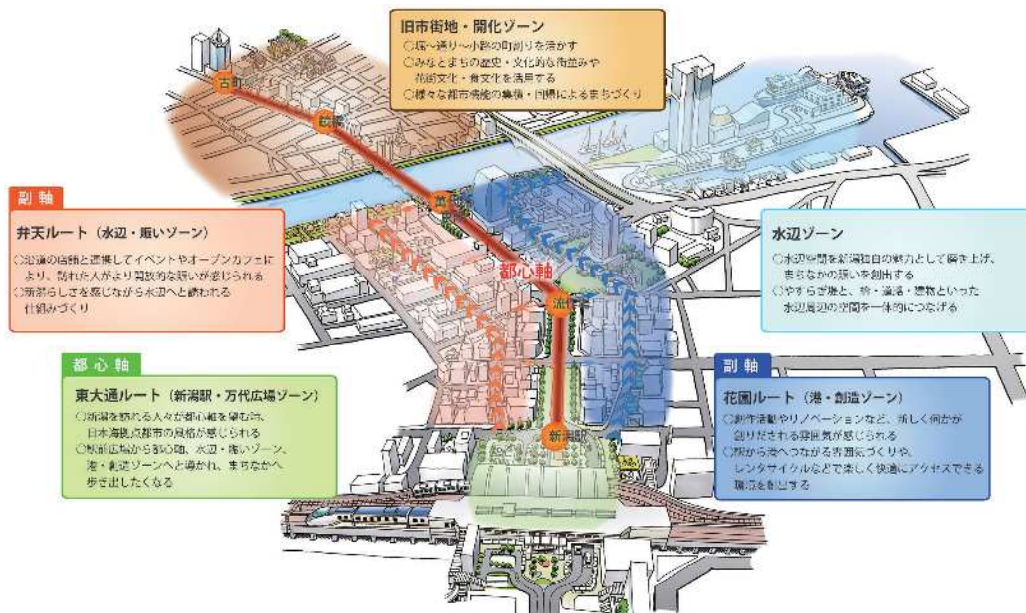 旧市街地・開化ゾーン
○堀~通り~小路の町割りを活かす
○みなとまちの歴史・文化的な街並みや
花街文化・食文化を活用する
○様々な都市機能の集積・回帰によるまちづくり
古町
萬
副軸
弁天ルート（水辺・賑いゾーン）
○沿道の店舗と連携してイベントやオープンカフェに
より、訪れた人がより開放的な賑いが感じられる
○新潟らしさを感じながら水辺へと誘われる
仕組みづくり
都心軸
流作
水辺ゾーン
○水辺空間を新潟独自の魅力として磨き上げ、
まちなかの賑いを創出する
○やすらぎ堤と、橋・道路・建物といった
水辺周辺の空間を一体的につなげる
都心軸
東大通ルート（新潟駅・万代広場ゾーン）
○新潟を訪れる人々が都心軸を望む時、
日本海拠点都市の風格が感じられる
○駅前広場から都心軸、水辺・賑いゾーン、
港・創造ゾーンへと導かれ、まちなかへ
歩き出したくなる
新潟駅
副軸
花園ルート（港・創造ゾーン）
○創作活動やリノベーションなど、新しく何かが
創りだされる雰囲気が感じられる
○駅から港へつながる雰囲気づくりや、
レンタサイクルなどで楽しく快適にアクセスできる
環境を創出する